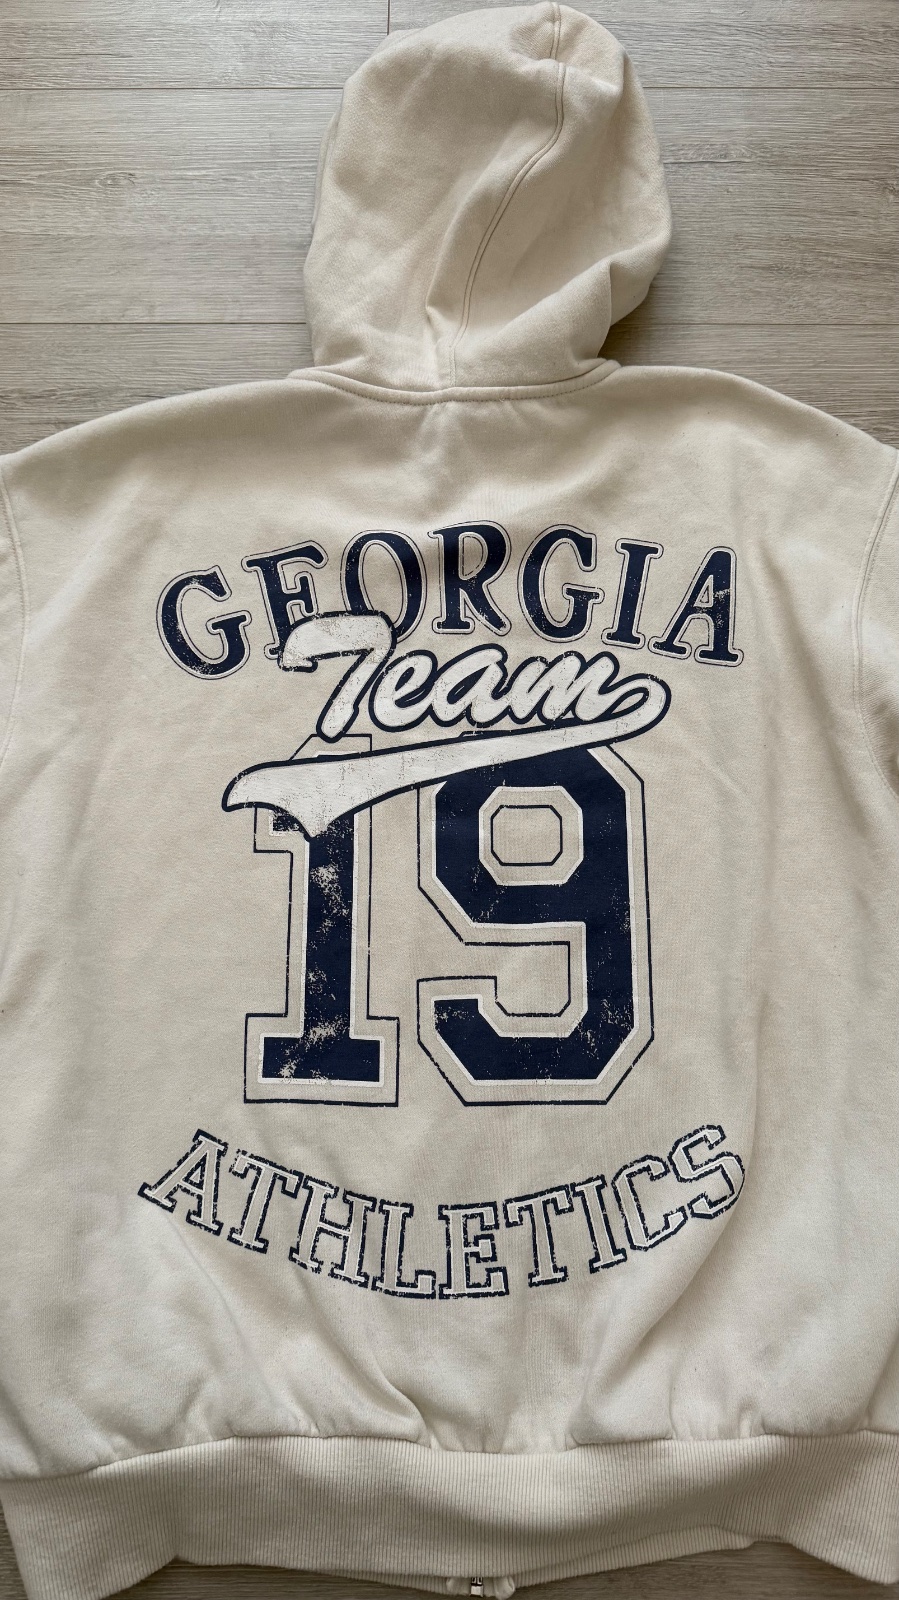 GEORGIA
Team
19
ATHLETICS